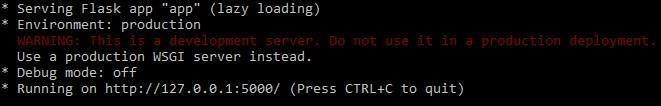 * Serving Flask app "app" (lazy loading)
* Environment: production
WARNING: This is a development server. Do not use it in a production deployment.
Use a production WSGI server instead.
* Debug mode: off
* Running on http://127.0.0.1:5000/ (Press CTRL+C to quit)